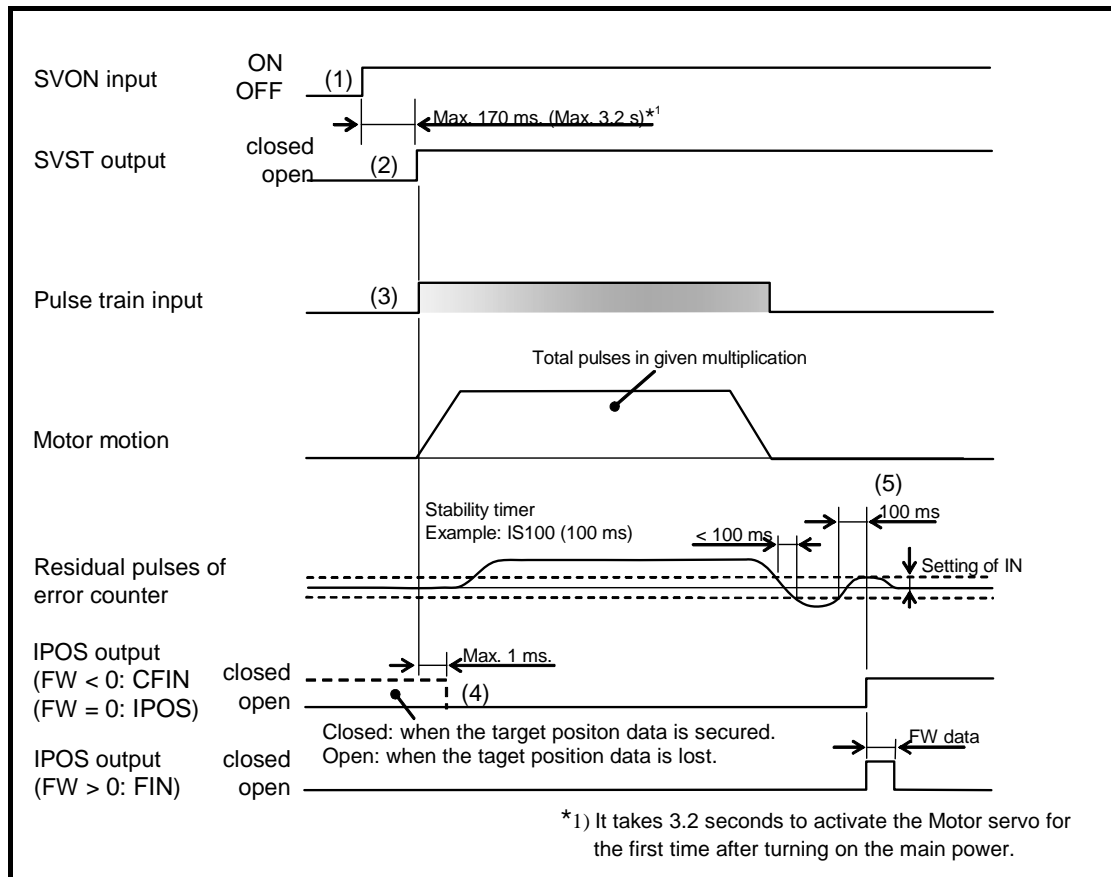 SVON input
ON
OFF
(1)
Max. 170 ms. (Max. 3.2 s)*1
SVST output
closed
open
(2)
Pulse train input
(3)
Total pulses in given multiplication
Motor motion
(5)
Stability timer
Example: IS100 (100 ms)
100 ms
< 100 ms
Residual pulses of
error counter
Setting of IN
IPOS output
(FW < 0: CFIN
(FW = 0: IPOS)
closed
open
Max. 1 ms.
(4)
Closed: when the target positon data is secured.
Open: when the taget position data is lost.
FW data
IPOS output
(FW > 0: FIN)
closed
open
*1) It takes 3.2 seconds to activate the Motor servo for
the first time after turning on the main power.